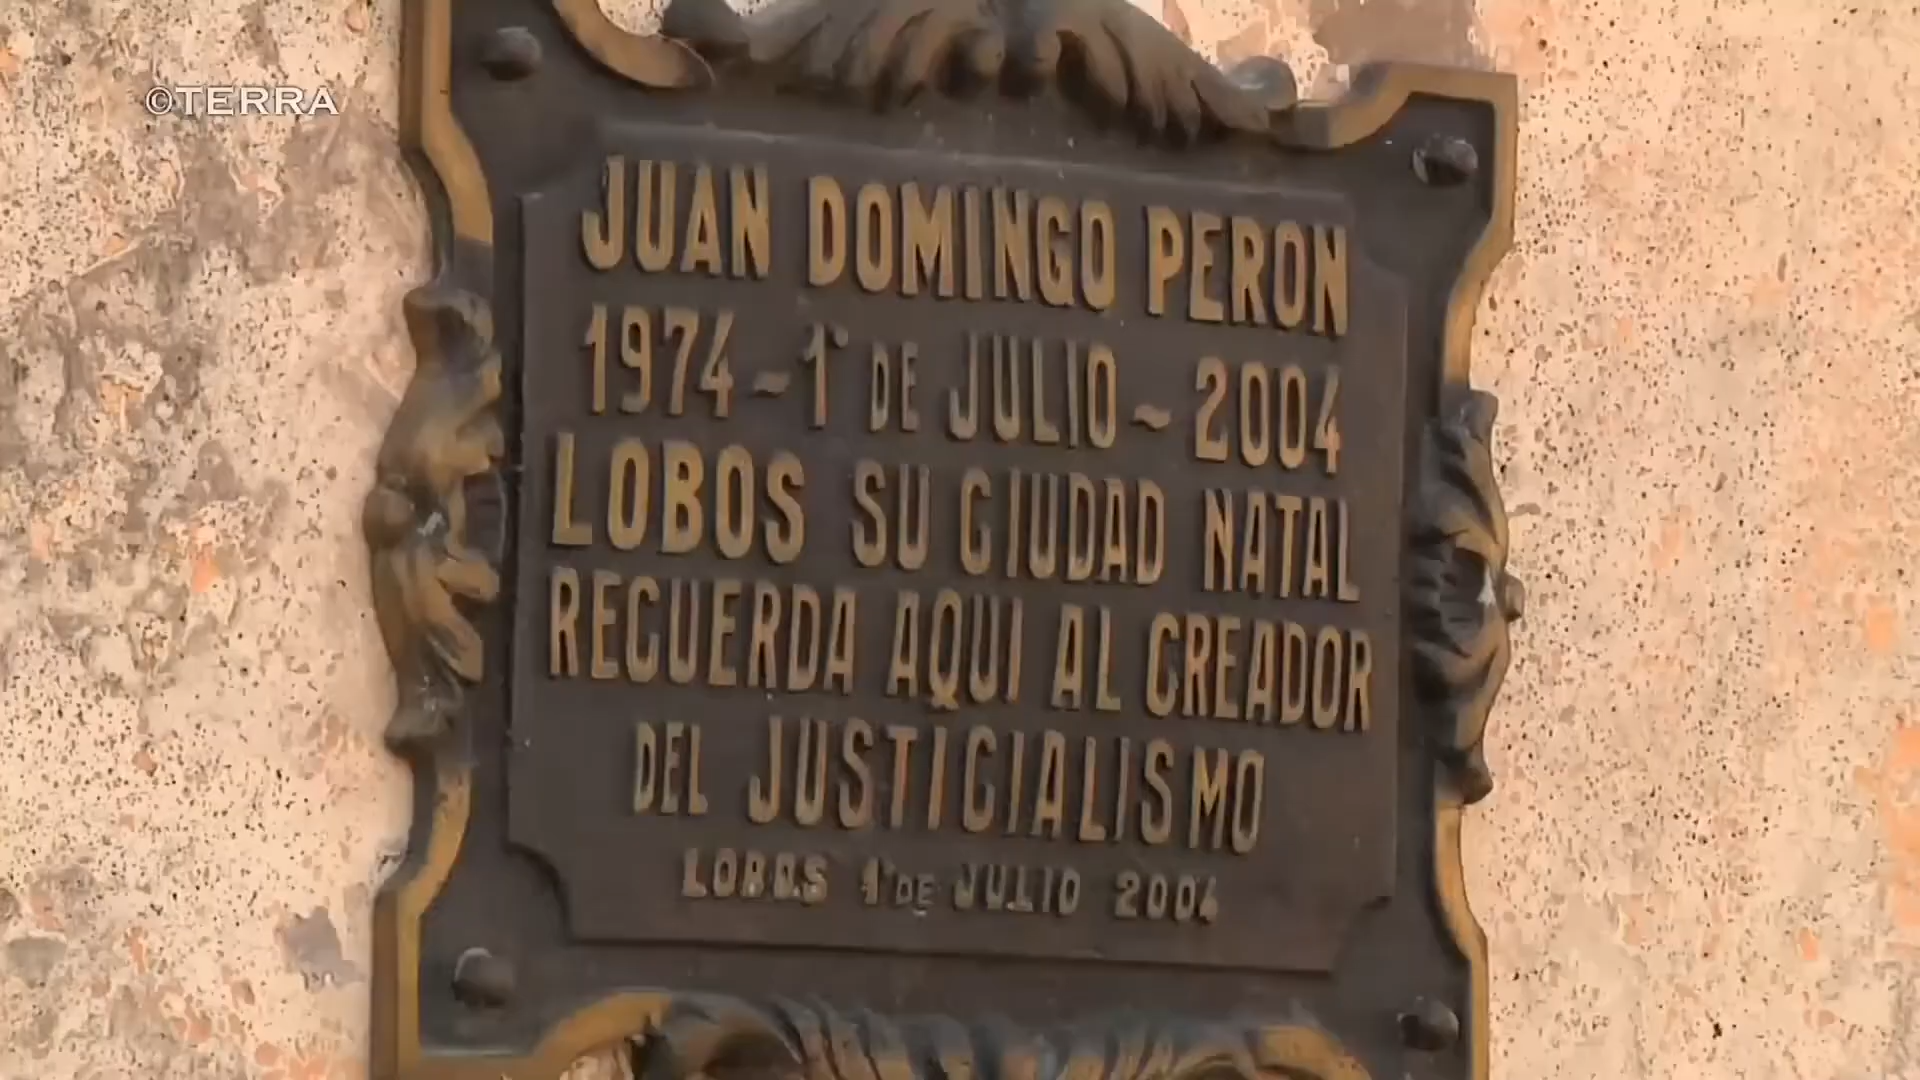 ©TERRA
JUAN DOMINGO PERON
1974~1° DE JULIO~2004
LOBOS SU CIUDAD NATAL
RECUERDA AQUI AL CREADOR
DEL JUSTICIALISMO
LOBOS 1° DE JULIO 2004